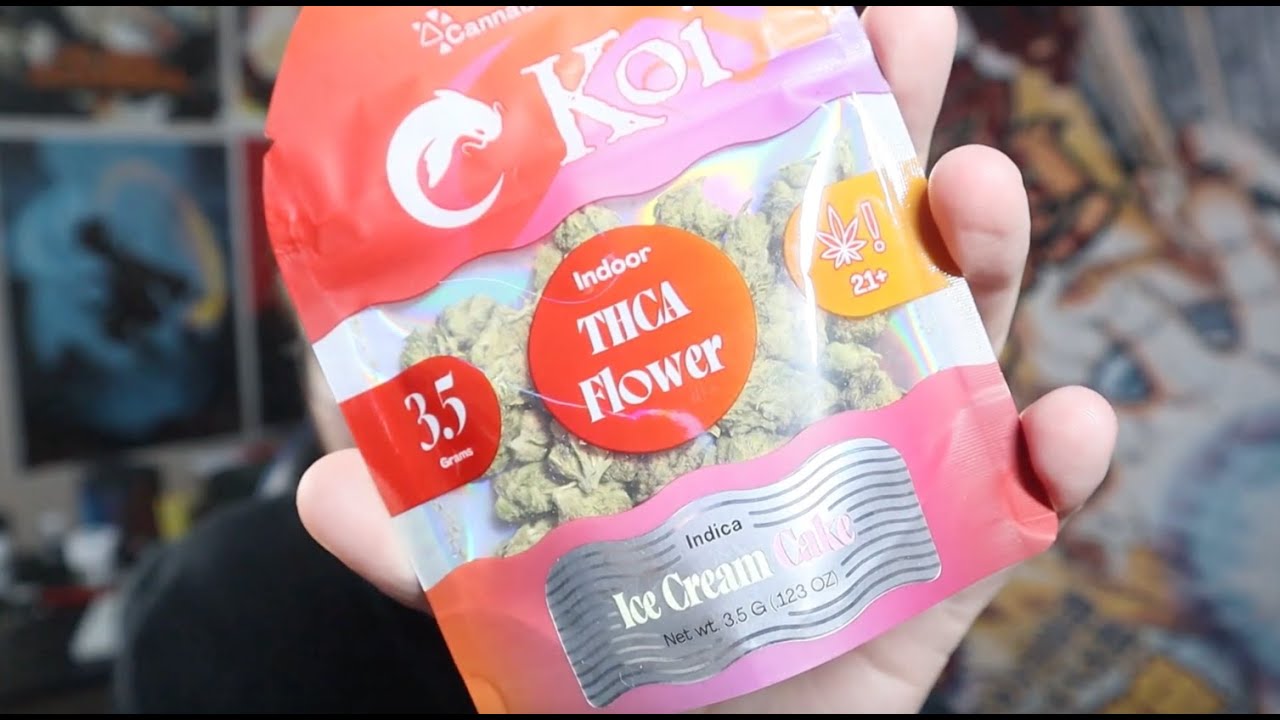 Koi
Indoor
THCA
Flower
21+
3.5
Grams
Indica
Ice Cream Cake
Net wt. 3.5 G (.123 OZ)